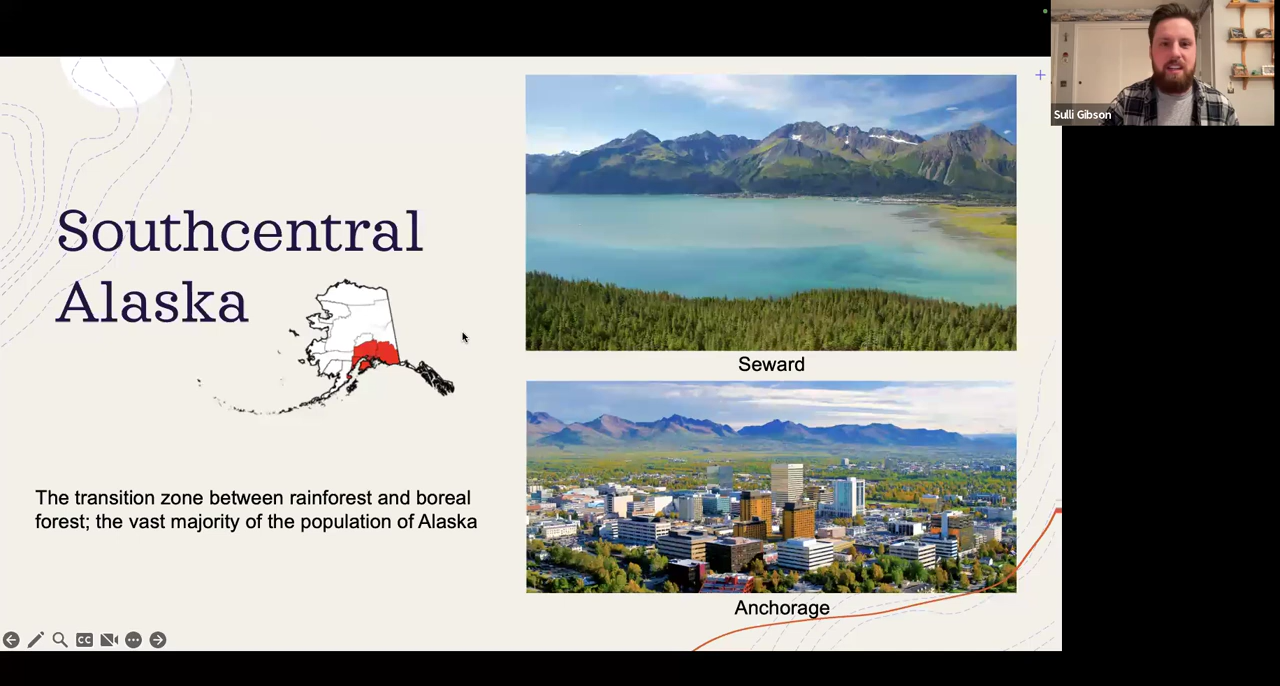 Sulli Gibson
Southcentral
Alaska
The transition zone between rainforest and boreal
forest; the vast majority of the population of Alaska
Seward
Anchorage
CC